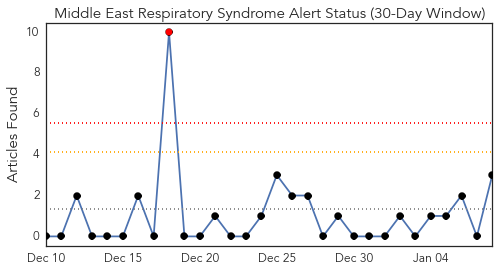 Middle East Respiratory Syndrome Alert Status (30-Day Window)
Articles Found
10
8
6
4
2
0
Dec 10 Dec 15 Dec 20 Dec 25 Dec 30 Jan 04